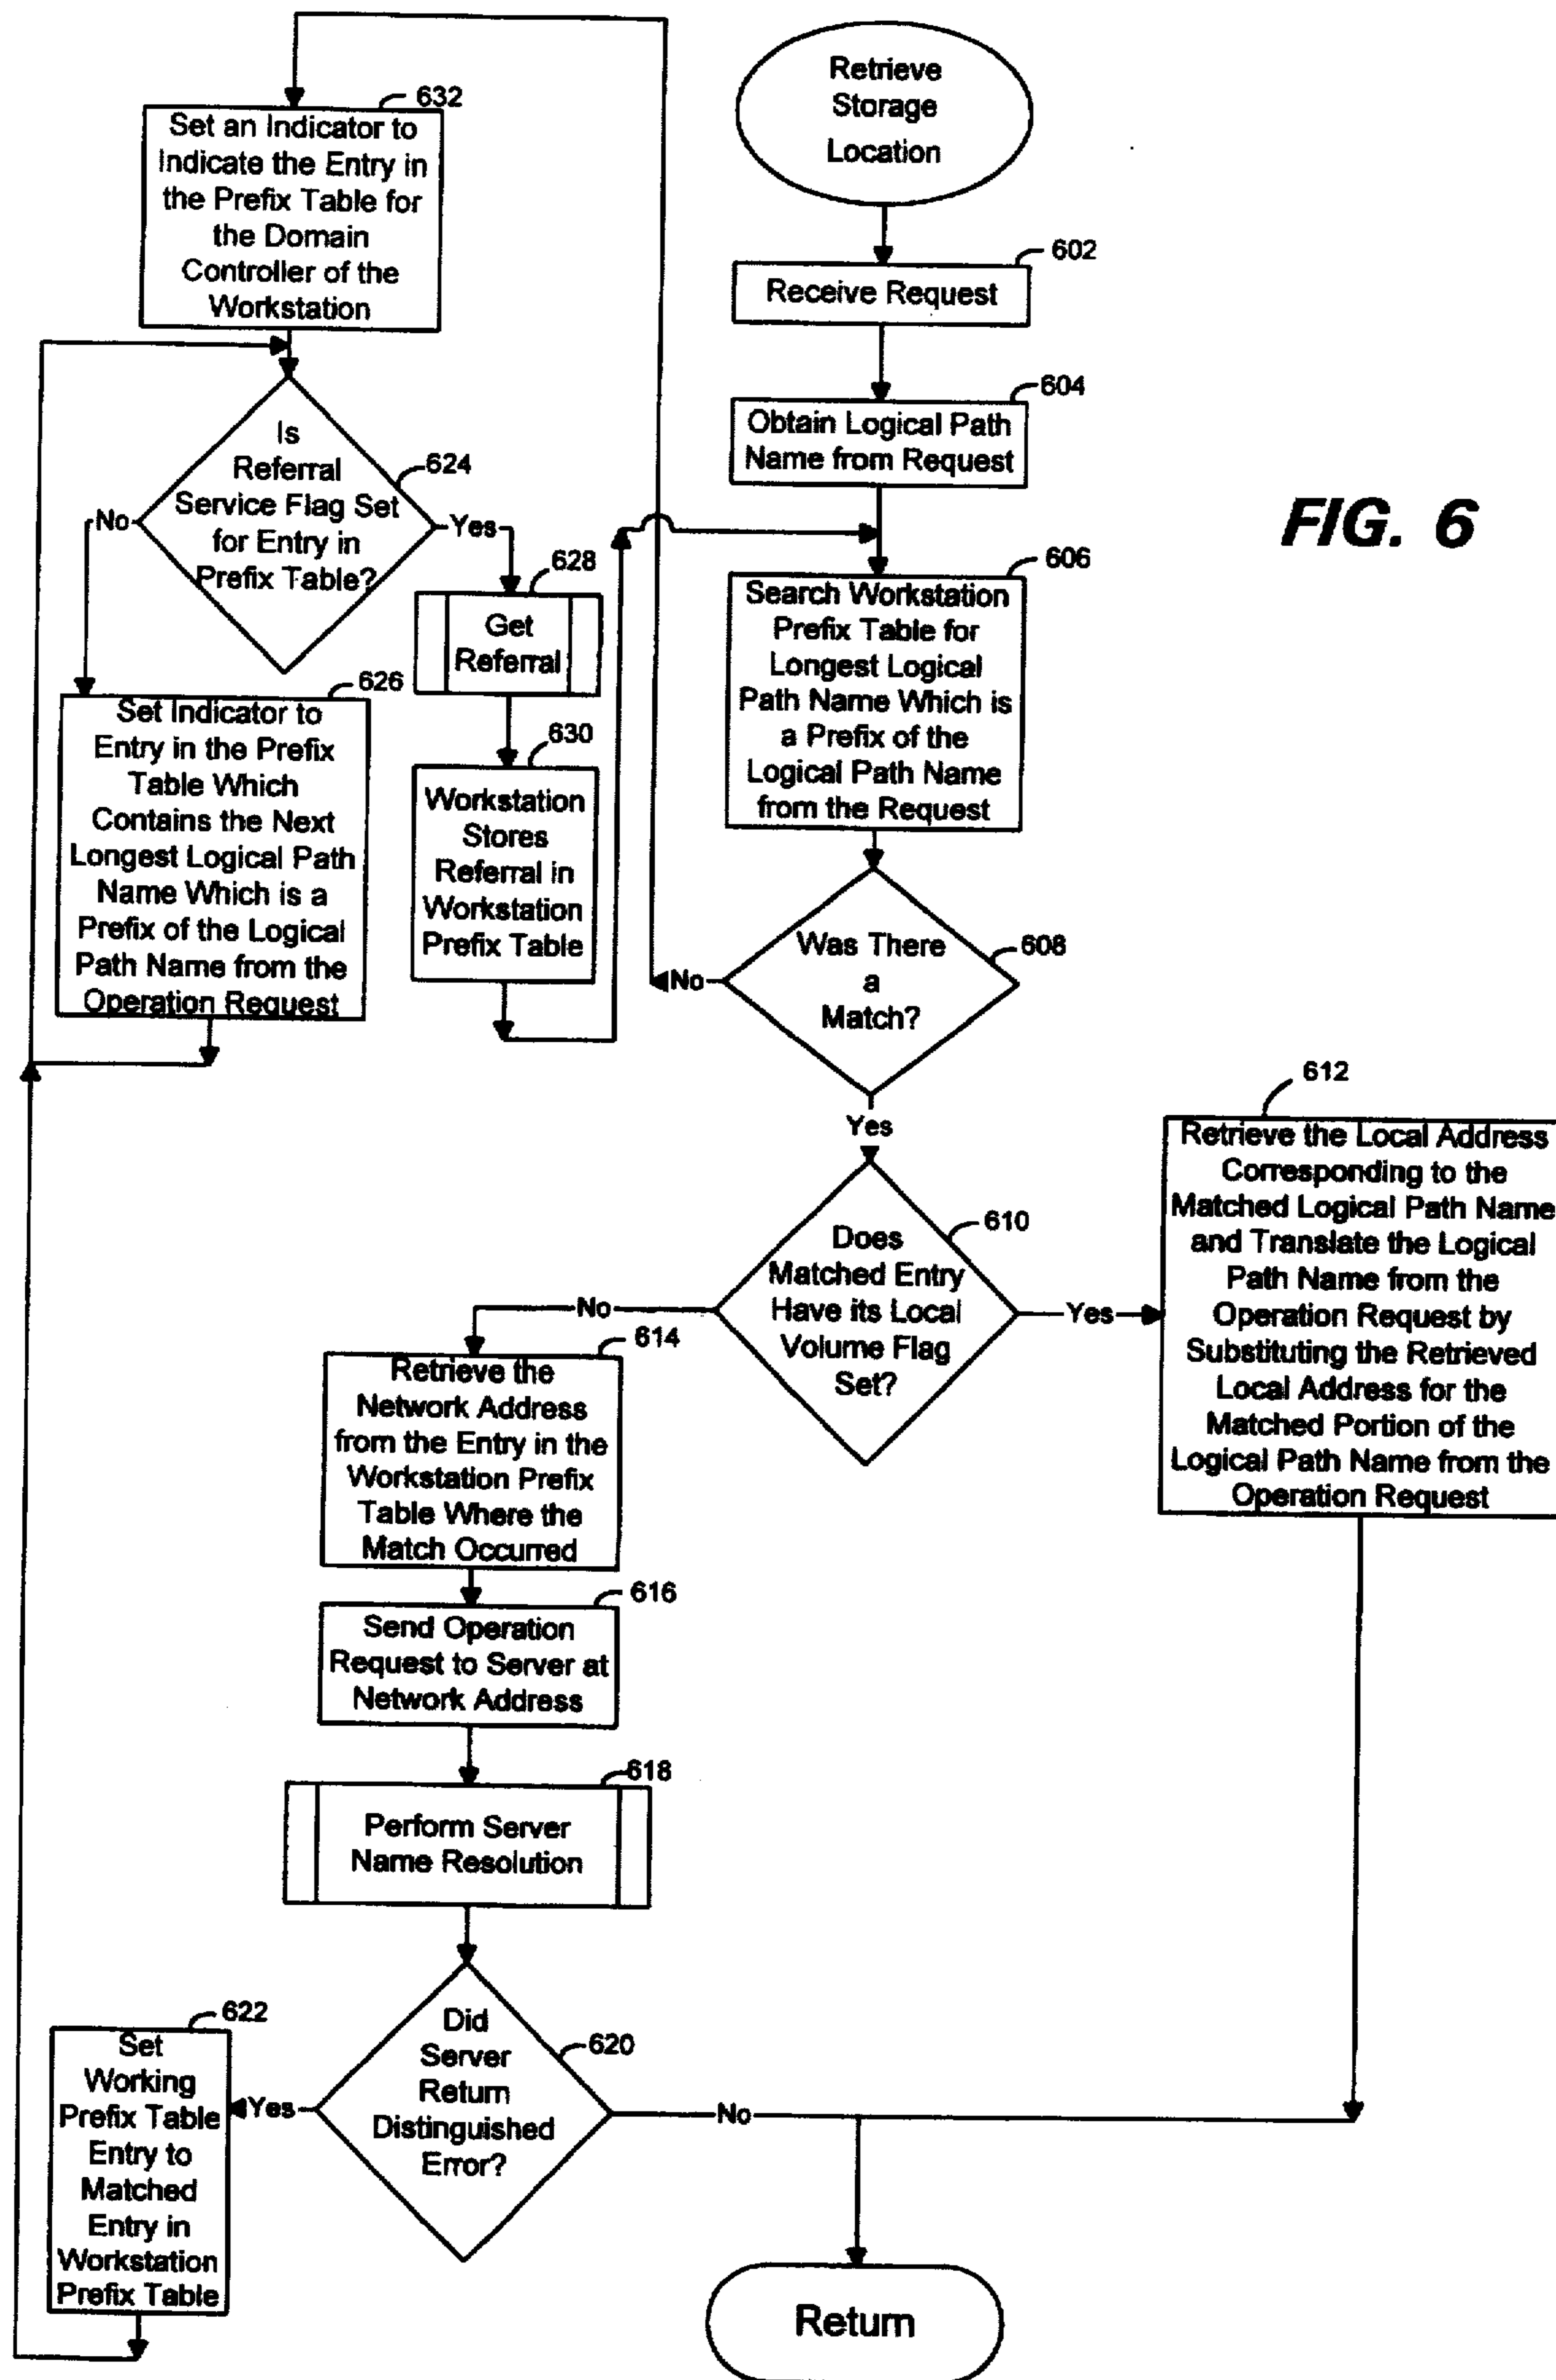 Retrieve
Storage
Location
602
Receive Request
604
Obtain Logical Path
Name from Request
FIG. 6
606
Search Workstation
Prefix Table for
Longest Logical
Path Name Which is
a Prefix of the
Logical Path Name
from the Request
Was There
a
Match?
608
No
Yes
632
Set an Indicator to
Indicate the Entry in
the Prefix Table for
the Domain
Controller of the
Workstation
Is
Referral
Service Flag Set
for Entry in
Prefix Table?
624
No
Yes
628
Get
Referral
626
Set Indicator to
Entry in the Prefix
Table Which
Contains the Next
Longest Logical Path
Name Which is a
Prefix of the Logical
Path Name from the
Operation Request
630
Workstation
Stores
Referral in
Workstation
Prefix Table
Does
Matched Entry
Have its Local
Volume Flag
Set?
610
No
Yes
612
Retrieve the Local Address
Corresponding to the
Matched Logical Path Name
and Translate the Logical
Path Name from the
Operation Request by
Substituting the Retrieved
Local Address for the
Matched Portion of the
Logical Path Name from the
Operation Request
614
Retrieve the
Network Address
from the Entry in the
Workstation Prefix
Table Where the
Match Occurred
616
Send Operation
Request to Server at
Network Address
618
Perform Server
Name Resolution
Did
Server
Return
Distinguished
Error?
620
Yes
No
622
Set
Working
Prefix Table
Entry to
Matched
Entry in
Workstation
Prefix Table
Return